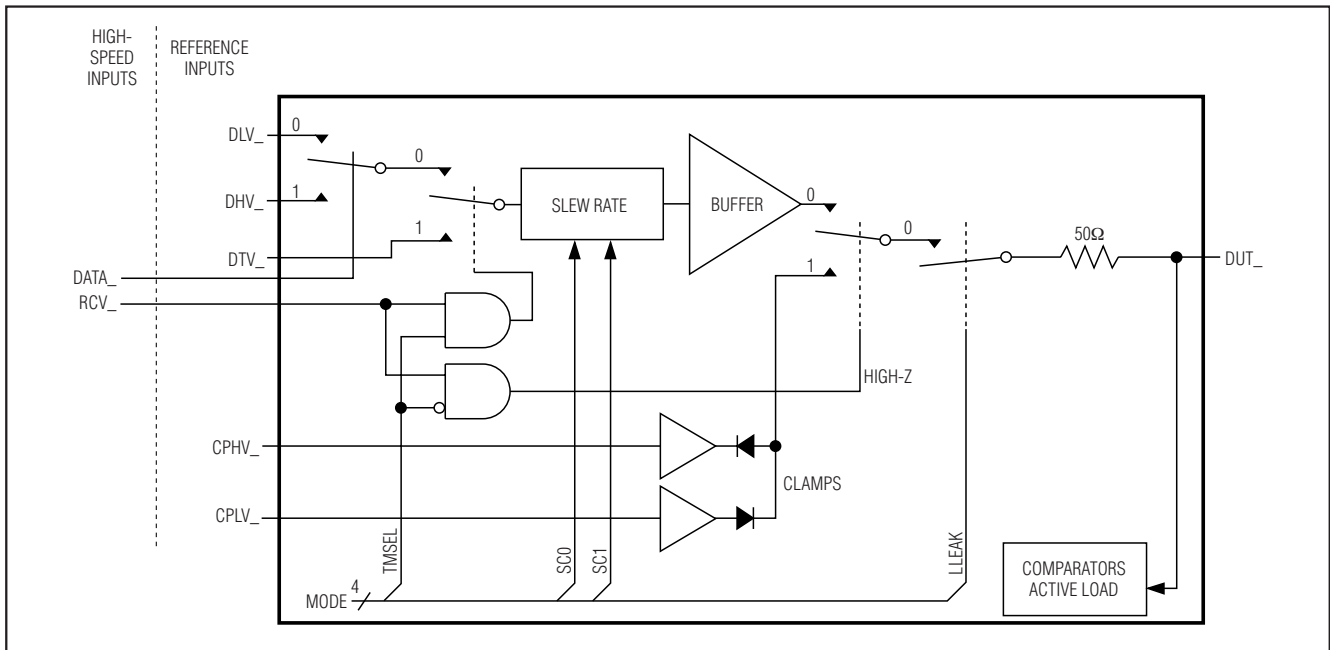 HIGH-
SPEED
INPUTS
REFERENCE
INPUTS
DLV_
0
0
DHV_
1
SLEW RATE
BUFFER
0
0
50Ω
1
DTV_
DUT_
DATA_
1
RCV_
HIGH-Z
CPHV_
CLAMPS
CPLV_
TMSEL
SC0
SC1
LLEAK
COMPARATORS
ACTIVE LOAD
4
MODE